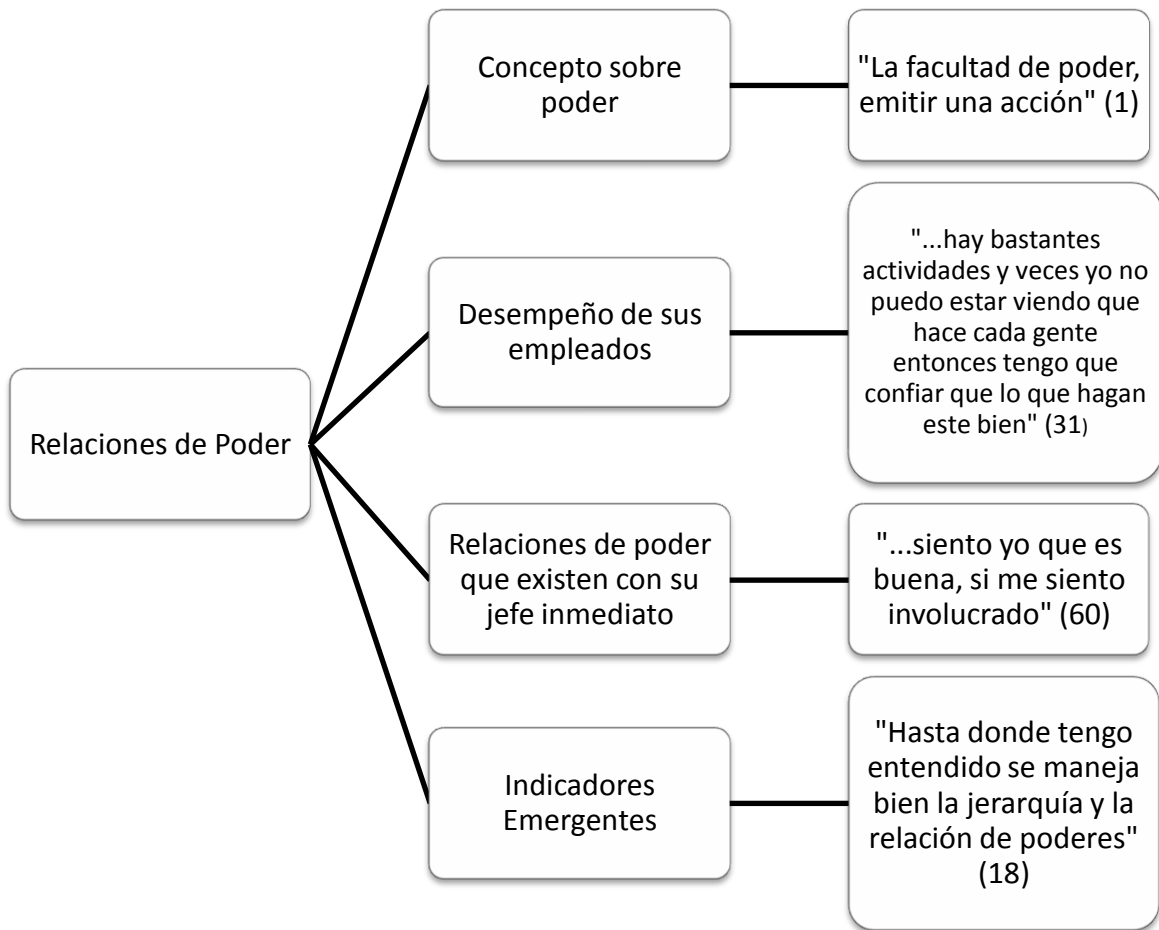 Relaciones de Poder
Concepto sobre
poder
"La facultad de poder,
emitir una acción" (1)
Desempeño de sus
empleados
"...hay bastantes
actividades y veces yo no
puedo estar viendo que
hace cada gente
entonces tengo que
confiar que lo que hagan
este bien" (31)
Relaciones de poder
que existen con su
jefe inmediato
"...siento yo que es
buena, si me siento
involucrado" (60)
Indicadores
Emergentes
"Hasta donde tengo
entendido se maneja
bien la jerarquía y la
relación de poderes"
(18)